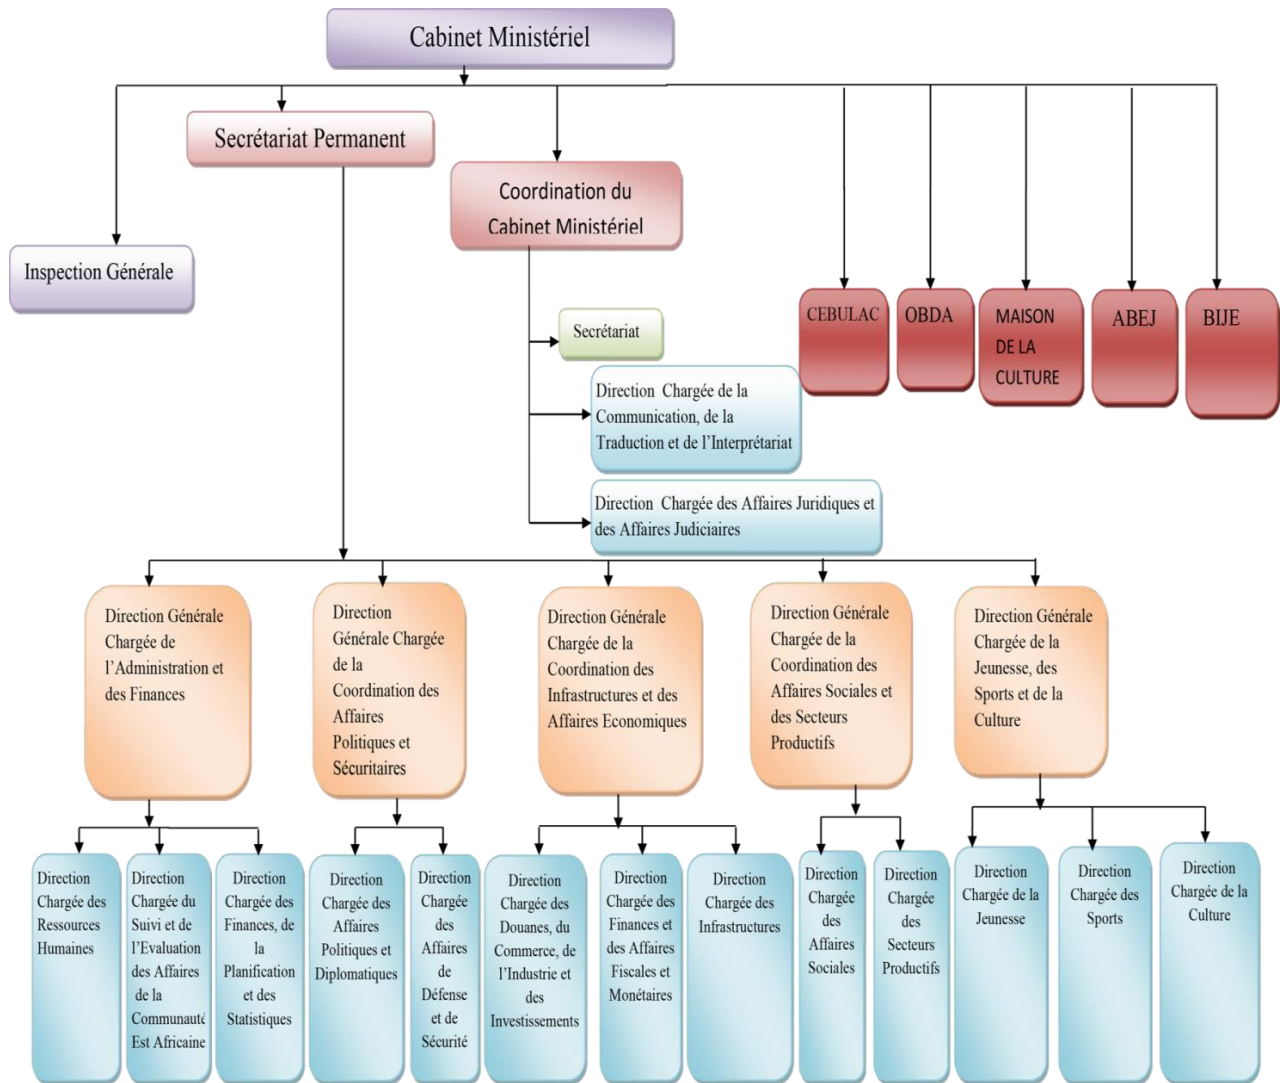 Cabinet Ministériel
Secrétariat Permanent
Coordination du
Cabinet Ministériel
Inspection Générale
CEBULAC
OBDA
MAISON
DE LA
CULTURE
ABEJ
BIJE
Secrétariat
Direction Chargée de la
Communication, de la
Traduction et de l’Interprétariat
Direction Chargée des Affaires Juridiques et
des Affaires Judiciaires
Direction Générale
Chargée de
l’Administration et
des Finances
Direction
Générale Chargée
de la
Coordination des
Affaires
Politiques et
Sécuritaires
Direction Générale
Chargée de la
Coordination des
Infrastructures et des
Affaires Economiques
Direction Générale
Chargée de la
Coordination des
Affaires Sociales et
des Secteurs
Productifs
Direction Générale
Chargée de la
Jeunesse, des
Sports et de la
Culture
Direction
Chargée des
Ressources
Humaines
Direction
Chargée du
Suivi et de
l’Evaluation
des Affaires
de la
Communauté
Est Africaine
Direction
Chargée des
Finances, de
la
Planification
et des
Statistiques
Direction
Chargée des
Affaires
Politiques et
Diplomatiques
Direction
Chargée
des
Affaires
de
Défense
et de
Sécurité
Direction
Chargée des
Douanes, du
Commerce, de
l’Industrie et
des
Investissements
Direction
Chargée des
Finances et
des Affaires
Fiscales et
Monétaires
Direction
Chargée des
Infrastructures
Direction
Chargée
des
Affaires
Sociales
Direction
Chargée
des
Secteurs
Productifs
Direction
Chargée de la
Jeunesse
Direction
Chargée des
Sports
Direction
Chargée de la
Culture